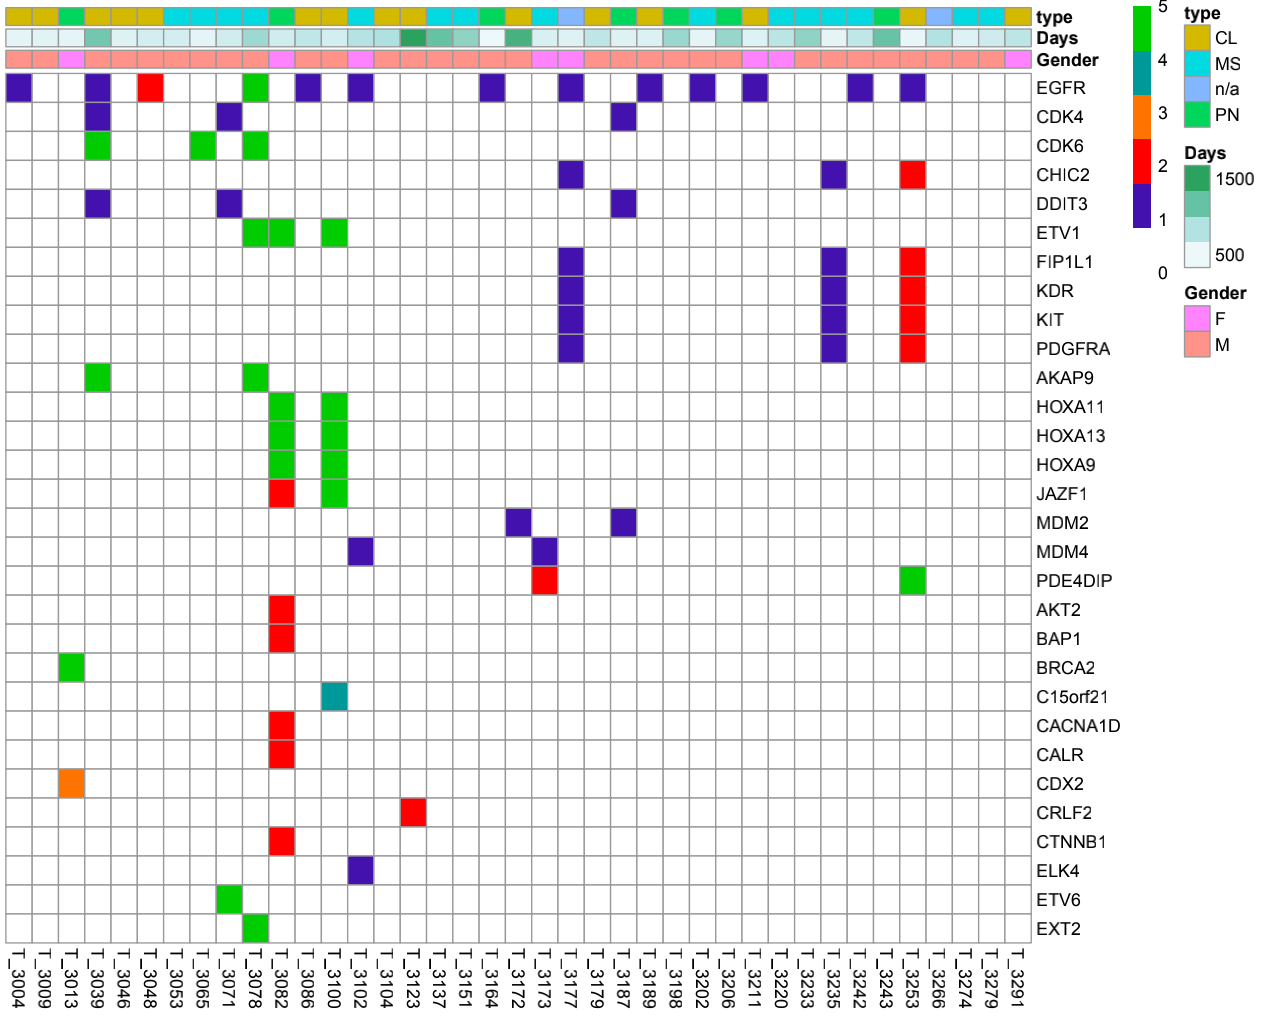 type
Days
Gender
EGFR
CDK4
CDK6
CHIC2
DDIT3
ETV1
FIP1L1
KDR
KIT
PDGFRA
AKAP9
HOXA11
HOXA13
HOXA9
JAZF1
MDM2
MDM4
PDE4DIP
AKT2
BAP1
BRCA2
C15orf21
CACNA1D
CALR
CDX2
CRLF2
CTNNB1
ELK4
ETV6
EXT2
T_3004
T_3009
T_3013
T_3039
T_3046
T_3048
T_3053
T_3065
T_3071
T_3078
T_3082
T_3086
T_3100
T_3102
T_3104
T_3123
T_3137
T_3151
T_3164
T_3172
T_3173
T_3177
T_3179
T_3187
T_3189
T_3198
T_3202
T_3206
T_3211
T_3220
T_3233
T_3235
T_3242
T_3243
T_3253
T_3266
T_3274
T_3279
T_3291
5
4
3
2
1
0
type
CL
MS
n/a
PN
Days
1500
500
Gender
F
M